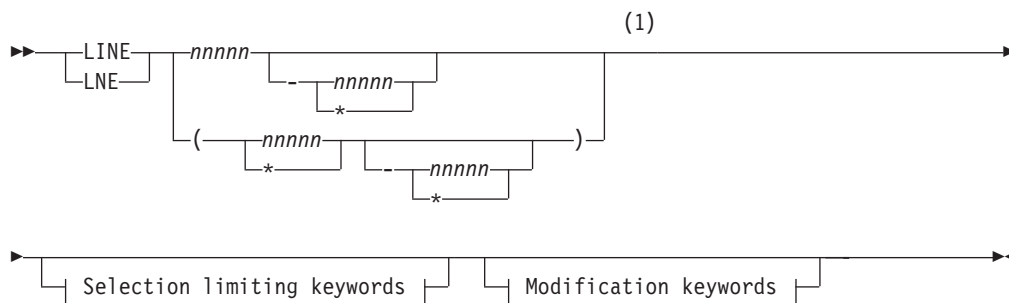 (1)
LINE nnnnn
LNE - nnnnn
*
( nnnnn )
* - nnnnn
*
Selection limiting keywords Modification keywords